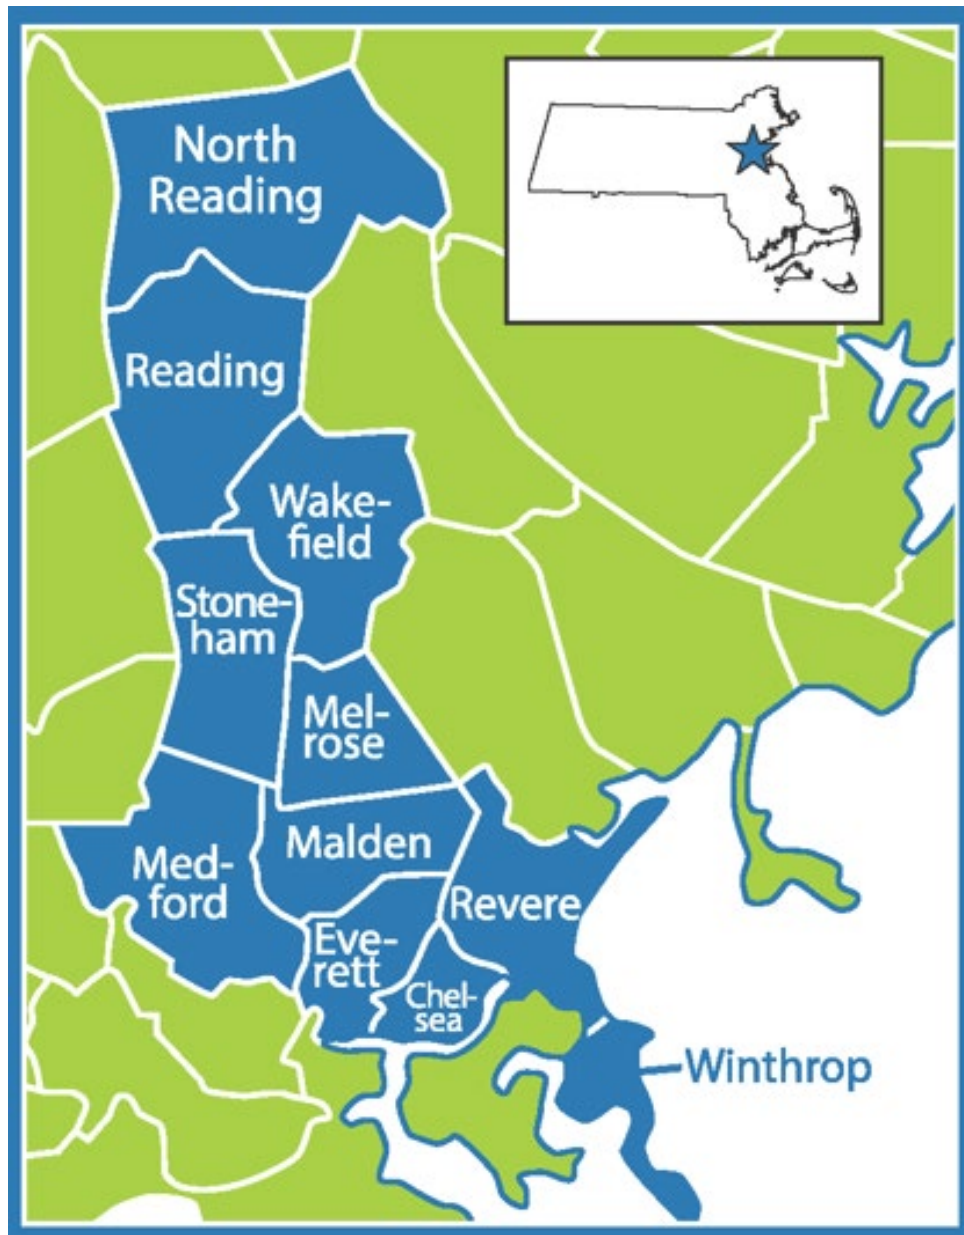 North
Reading
Reading
Wake-
field
Stone-
ham
Mel-
rose
Malden
Med-
ford
Revere
Eve-
rett
Chel-
sea
Winthrop